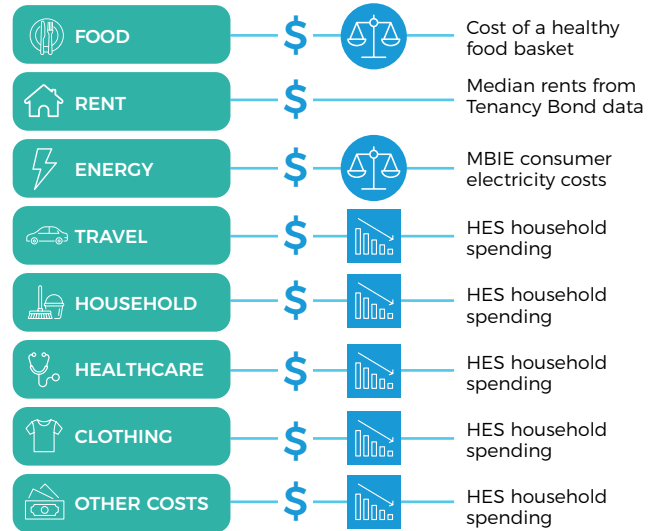 FOOD
$
Cost of a healthy
food basket
RENT
$
Median rents from
Tenancy Bond data
ENERGY
$
MBIE consumer
electricity costs
TRAVEL
$
HES household
spending
HOUSEHOLD
$
HES household
spending
HEALTHCARE
$
HES household
spending
CLOTHING
$
HES household
spending
OTHER COSTS
$
HES household
spending